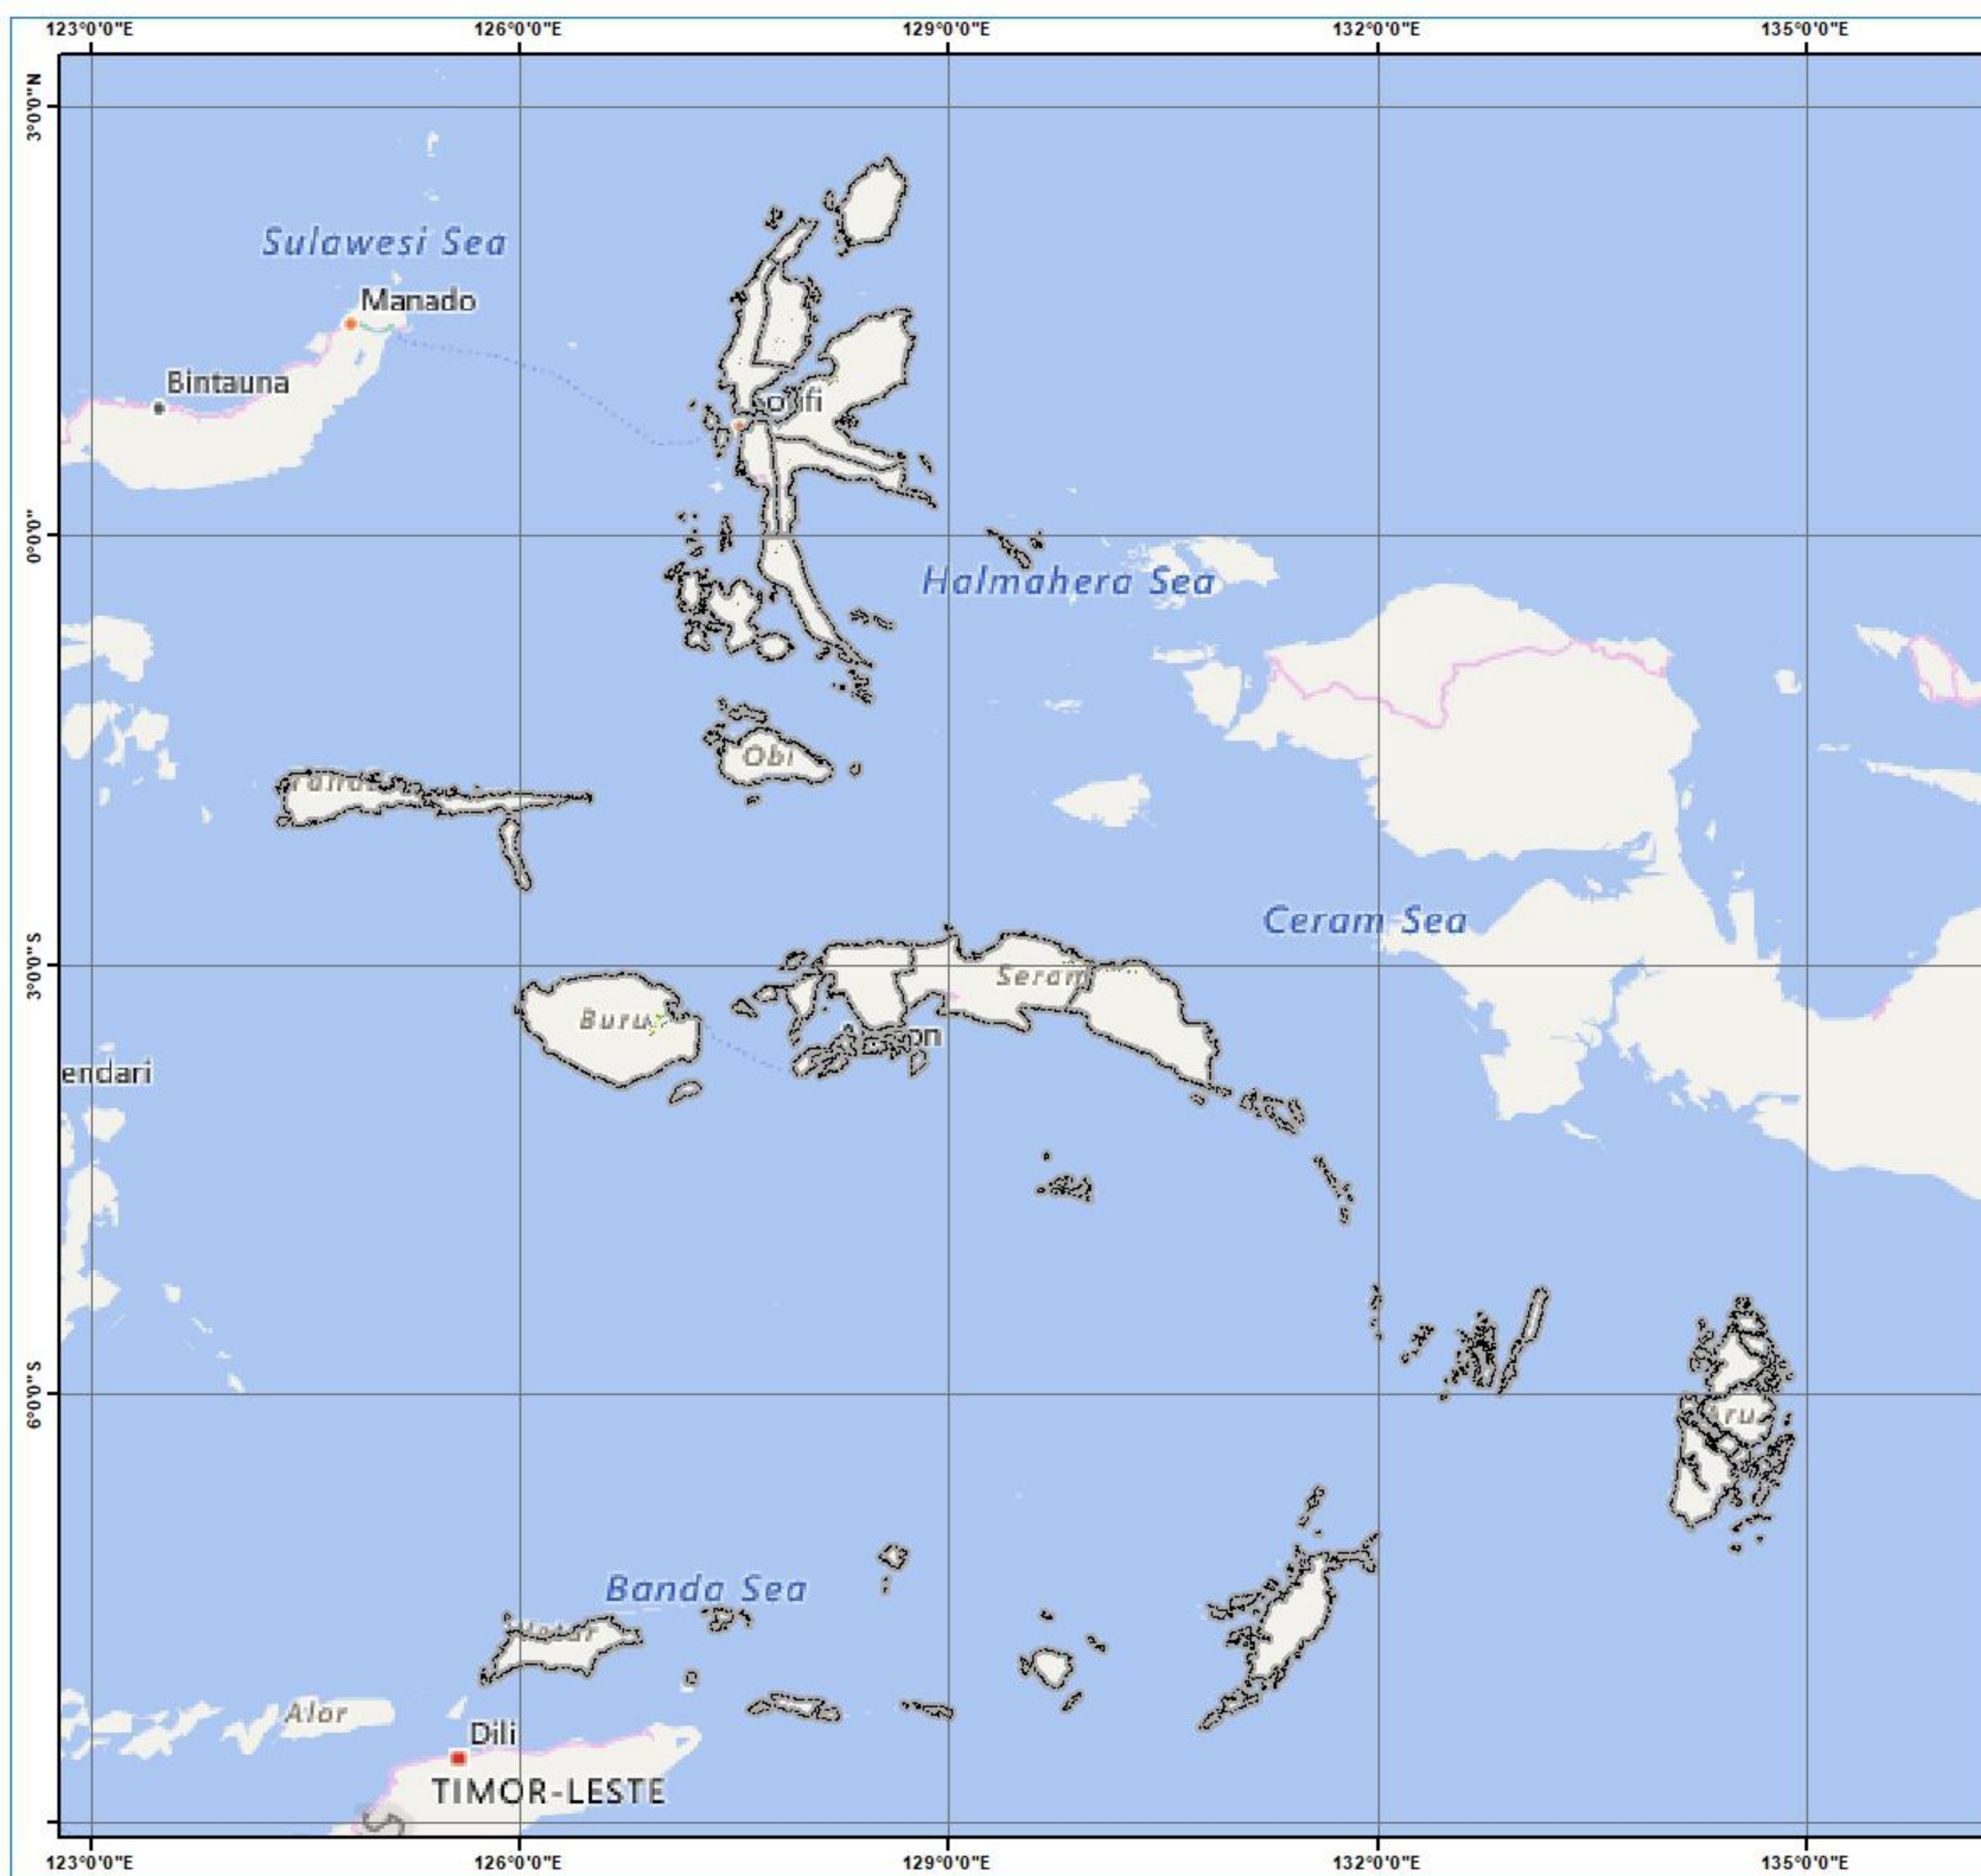 123°0'0"E 126°0'0"E 129°0'0"E 132°0'0"E 135°0'0"E
3°0'0"N
Sulawesi Sea
Manado
Bintauna
0°0'0"
Halmahera Sea
Obi
Ceram Sea
3°0'0"S
Seram
Buru
endari
6°0'0"S
Aru
Banda Sea
Alor
Dili
TIMOR-LESTE
123°0'0"E 126°0'0"E 129°0'0"E 132°0'0"E 135°0'0"E